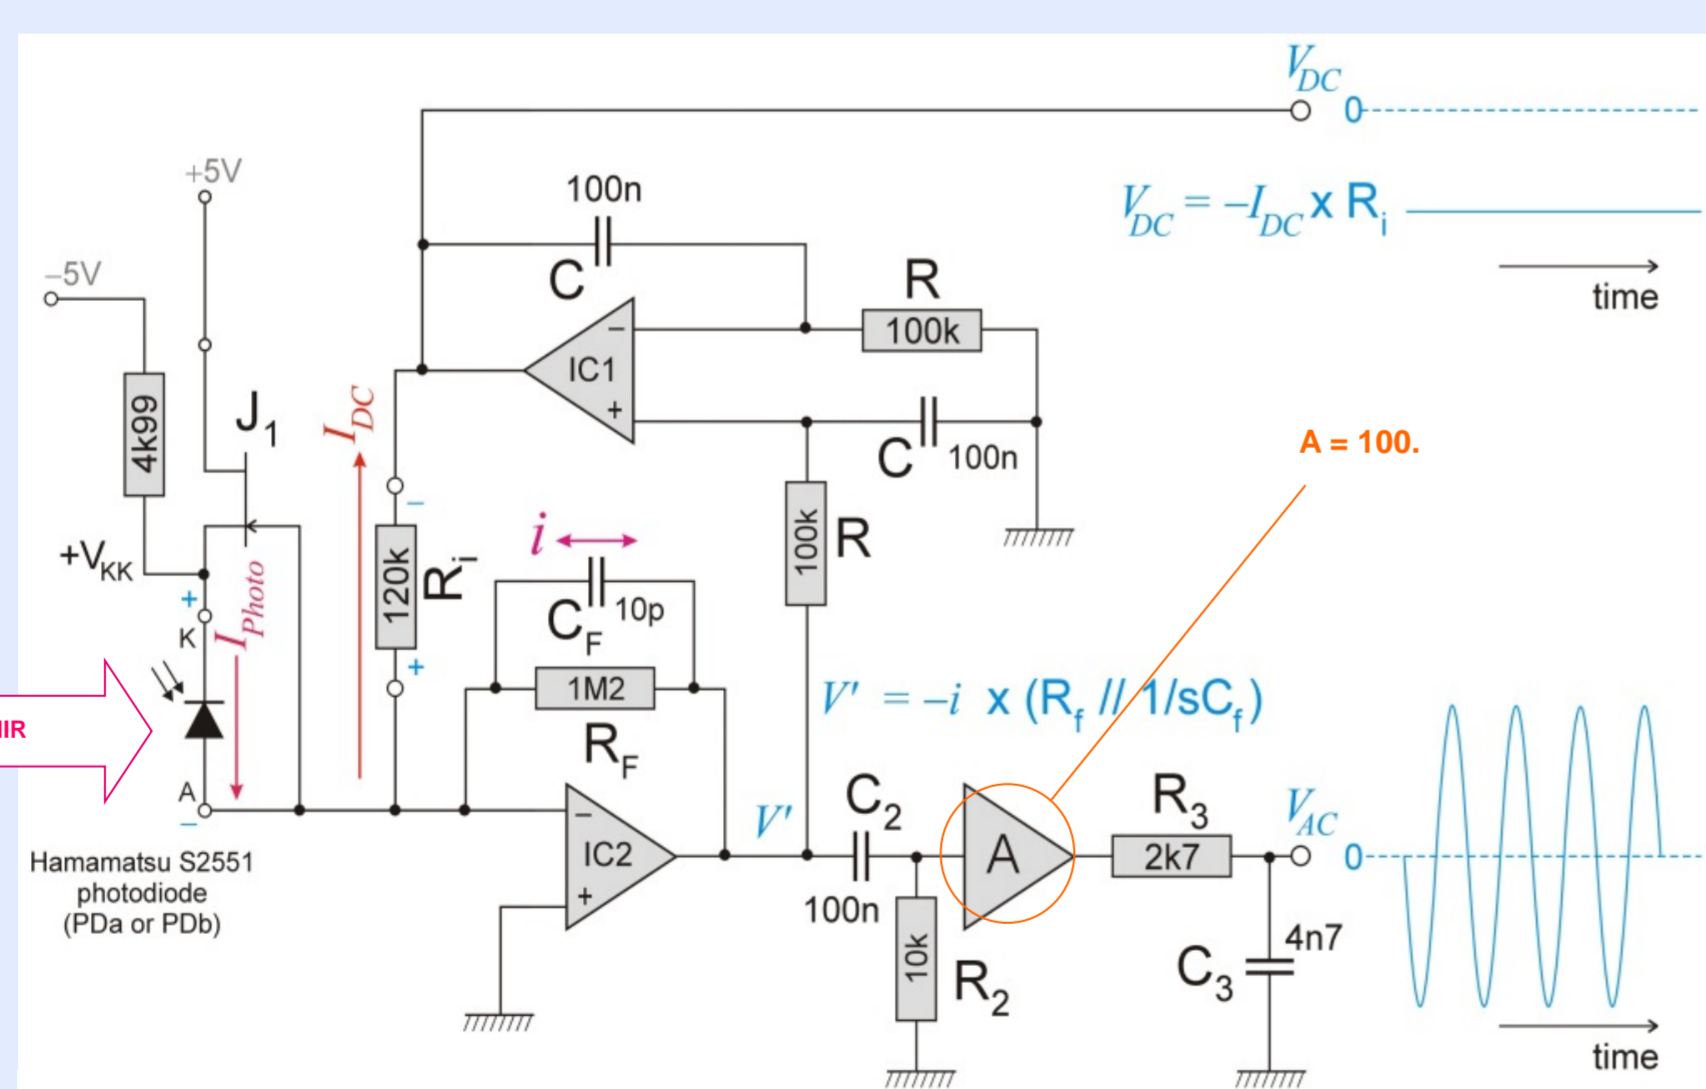 V_DC
0
+5V
100n
V_DC = –I_DC x R_i
–5V
C
R
time
100k
IC1
–
+
J_1
I_DC
A = 100.
4k99
C
100n
–
100k
R
i
+V_KK
120k
R_i
+
K
I_Photo
C_F
10p
+
1M2
V' = –i x (R_f // 1/sC_f)
IR
R_F
A
–
C_2
R_3
V_AC
V'
–
IC2
+
A
2k7
0
Hamamatsu S2551
photodiode
(PDa or PDb)
100n
10k
R_2
C_3
4n7
time